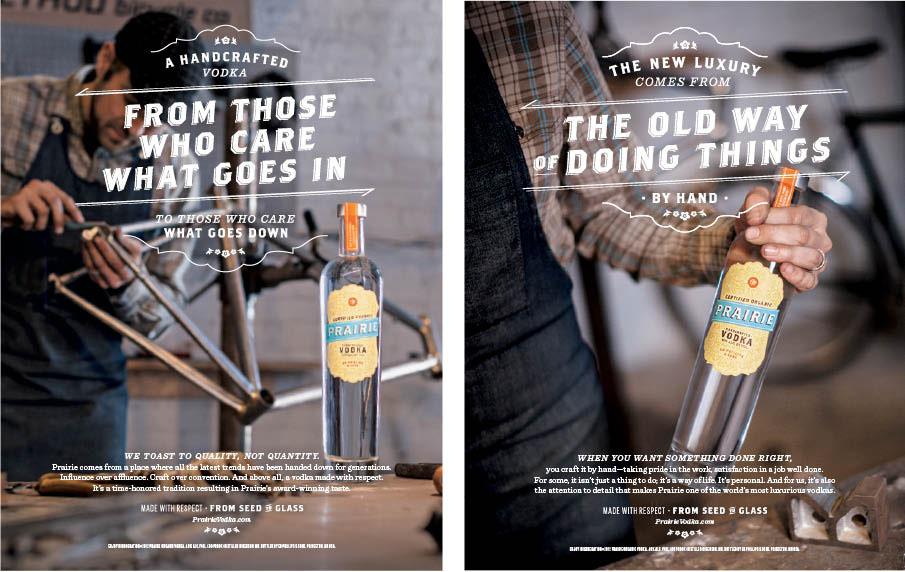 METHOD bicycle co.
A HANDCRAFTED
VODKA
FROM THOSE
WHO CARE
WHAT GOES IN
TO THOSE WHO CARE
WHAT GOES DOWN
CERTIFIED ORGANIC
PRAIRIE
VODKA
WE TOAST TO QUALITY, NOT QUANTITY.
Prairie comes from a place where all the latest trends have been handed down for generations.
Influence over affluence. Craft over convention. And above all, a vodka made with respect.
It's a time-honored tradition resulting in Prairie's award-winning taste.
MADE WITH RESPECT · FROM SEED TO GLASS
PrairieVodka.com
THE NEW LUXURY
COMES FROM
THE OLD WAY
OF DOING THINGS
· BY HAND ·
CERTIFIED ORGANIC
PRAIRIE
VODKA
WHEN YOU WANT SOMETHING DONE RIGHT,
you craft it by hand—taking pride in the work, satisfaction in a job well done.
For some, it isn't just a thing to do; it's a way of life. It's personal. And for us, it's also
the attention to detail that makes Prairie one of the world's most luxurious vodkas.
MADE WITH RESPECT · FROM SEED TO GLASS
PrairieVodka.com